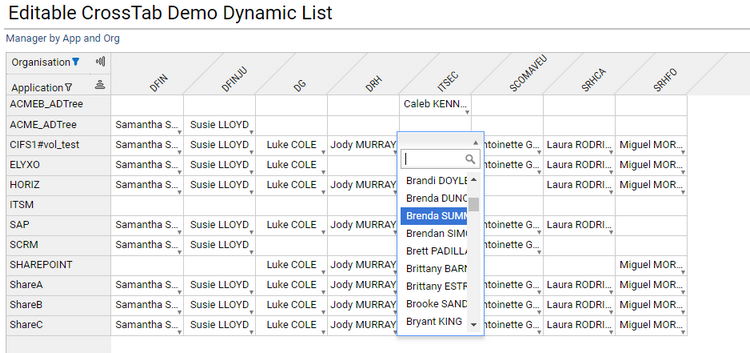 Editable CrossTab Demo Dynamic List
Manager by App and Org
Organisation
Application
DFIN DFINJU DG DRH ITSEC SCOMAVEU SRHCA SRHFO
ACMEB_ADTree Caleb KENN...
ACME_ADTree Samantha S... Susie LLOYD
CIFS1#vol_test Samantha S... Susie LLOYD Luke COLE Jody MURRAY ntoinette G... Laura RODRI... Miguel MOR...
ELYXO Samantha S... Susie LLOYD Luke COLE Jody MURRAY ntoinette G... Laura RODRI... Miguel MOR...
HORIZ Samantha S... Susie LLOYD Luke COLE Jody MURRAY Laura RODRI... Miguel MOR...
ITSM
SAP Samantha S... Susie LLOYD Luke COLE Jody MURRAY ntoinette G... Laura RODRI...
SCRM Samantha S... Susie LLOYD ntoinette G...
SHAREPOINT Luke COLE Jody MURRAY Miguel MOR...
ShareA Samantha S... Susie LLOYD Luke COLE Jody MURRAY ntoinette G... Laura RODRI... Miguel MOR...
ShareB Samantha S... Susie LLOYD Luke COLE Jody MURRAY ntoinette G... Laura RODRI... Miguel MOR...
ShareC Samantha S... Susie LLOYD Luke COLE Jody MURRAY ntoinette G... Laura RODRI... Miguel MOR...
Brandi DOYLE
Brenda DUNC
Brenda SUMM
Brendan SIMO
Brett PADILLA
Brittany BARN
Brittany ESTR
Brooke SAND
Bryant KING